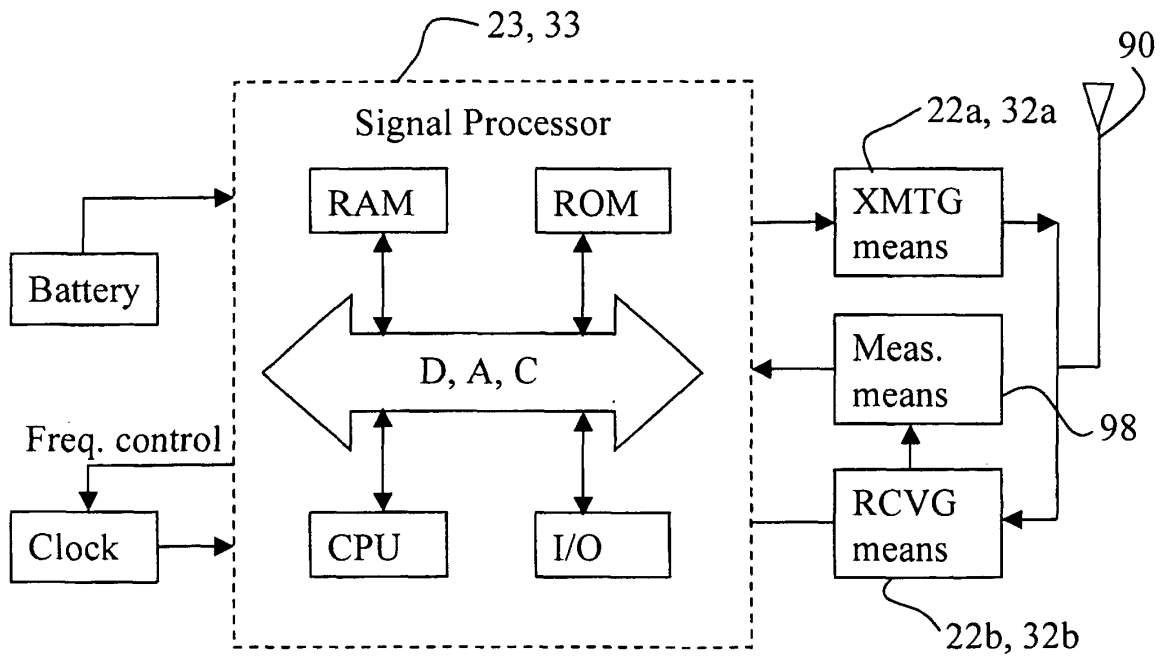 23, 33
90
Signal Processor
22a, 32a
RAM
ROM
XMTG
means
Battery
D, A, C
Meas.
means
Freq. control
98
Clock
CPU
I/O
RCVG
means
22b, 32b